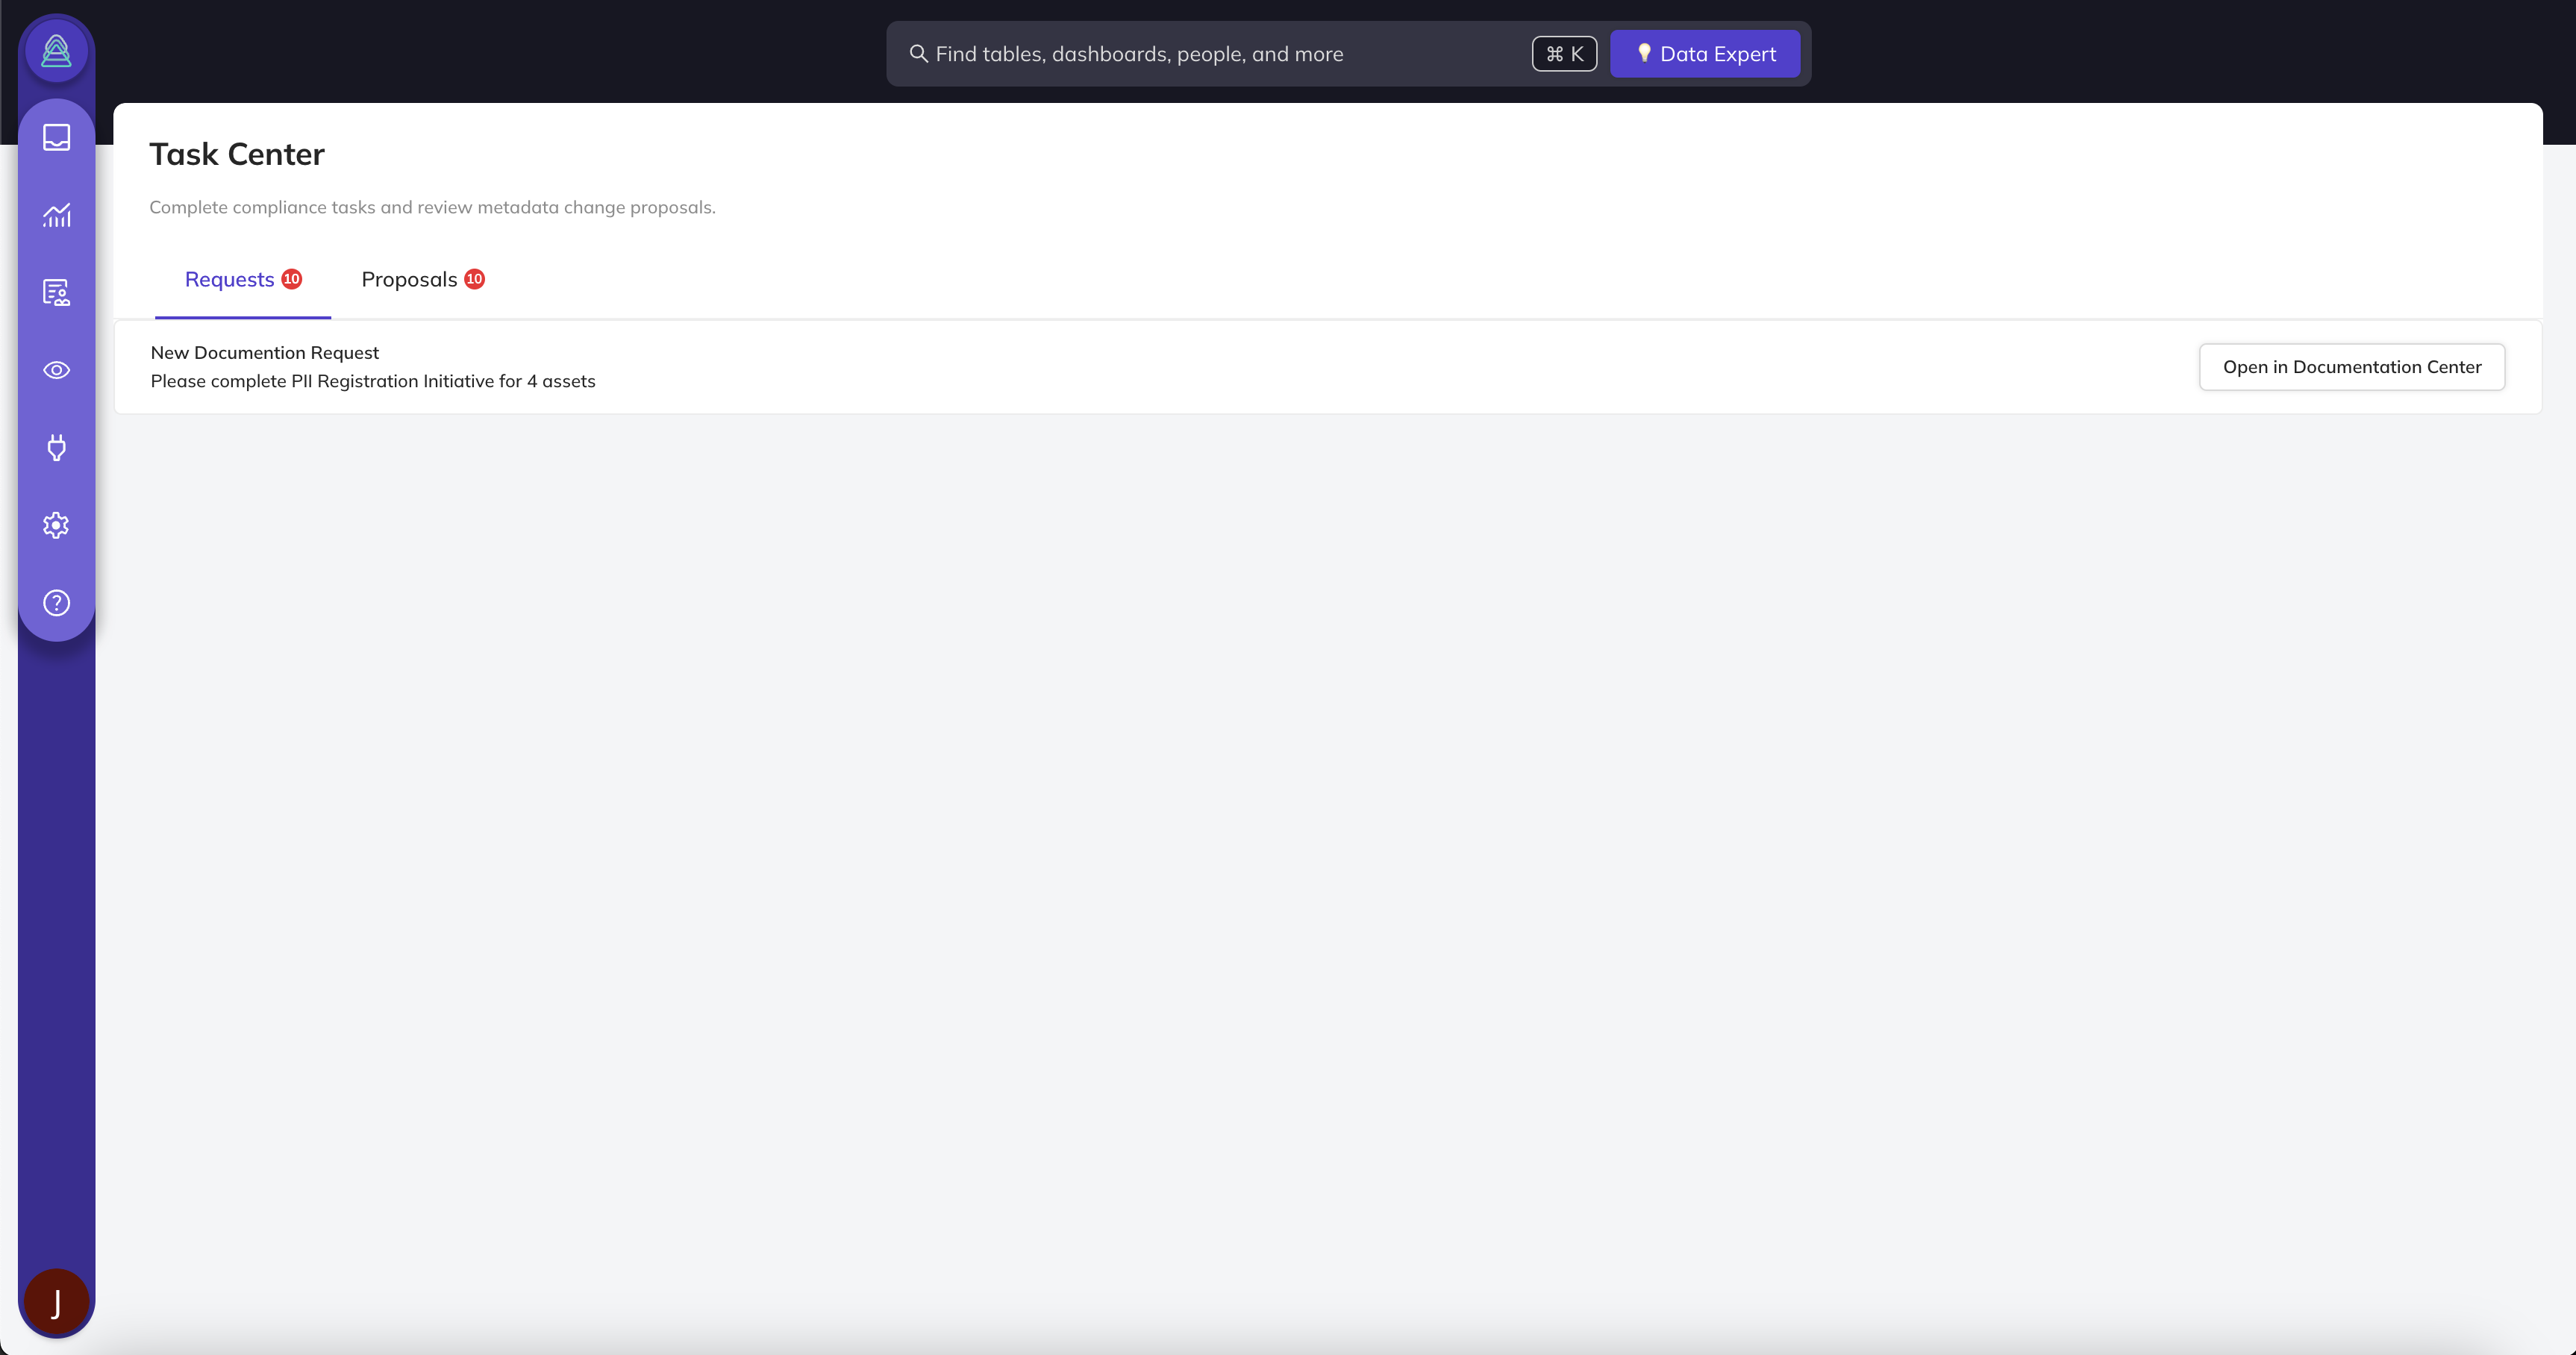 Find tables, dashboards, people, and more ⌘ K Data Expert
Task Center
Complete compliance tasks and review metadata change proposals.
Requests 10 Proposals 10
New Documention Request
Please complete PII Registration Initiative for 4 assets
Open in Documentation Center
?
J